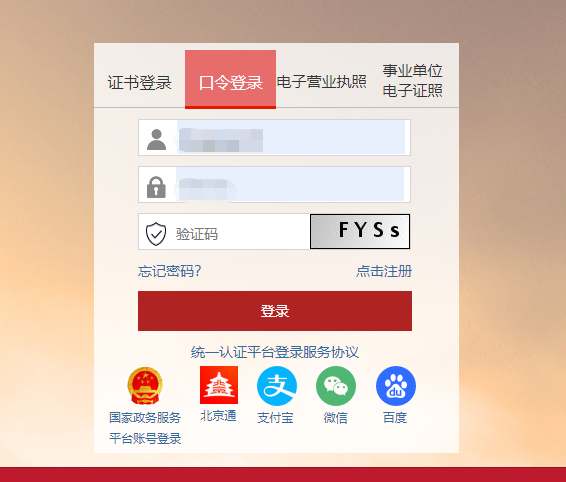 证书登录
口令登录
电子营业执照
事业单位
电子证照
验证码
FYSs
忘记密码?
点击注册
登录
统一认证平台登录服务协议
du
国家政务服务
平台账号登录
北京通
支付宝
微信
百度